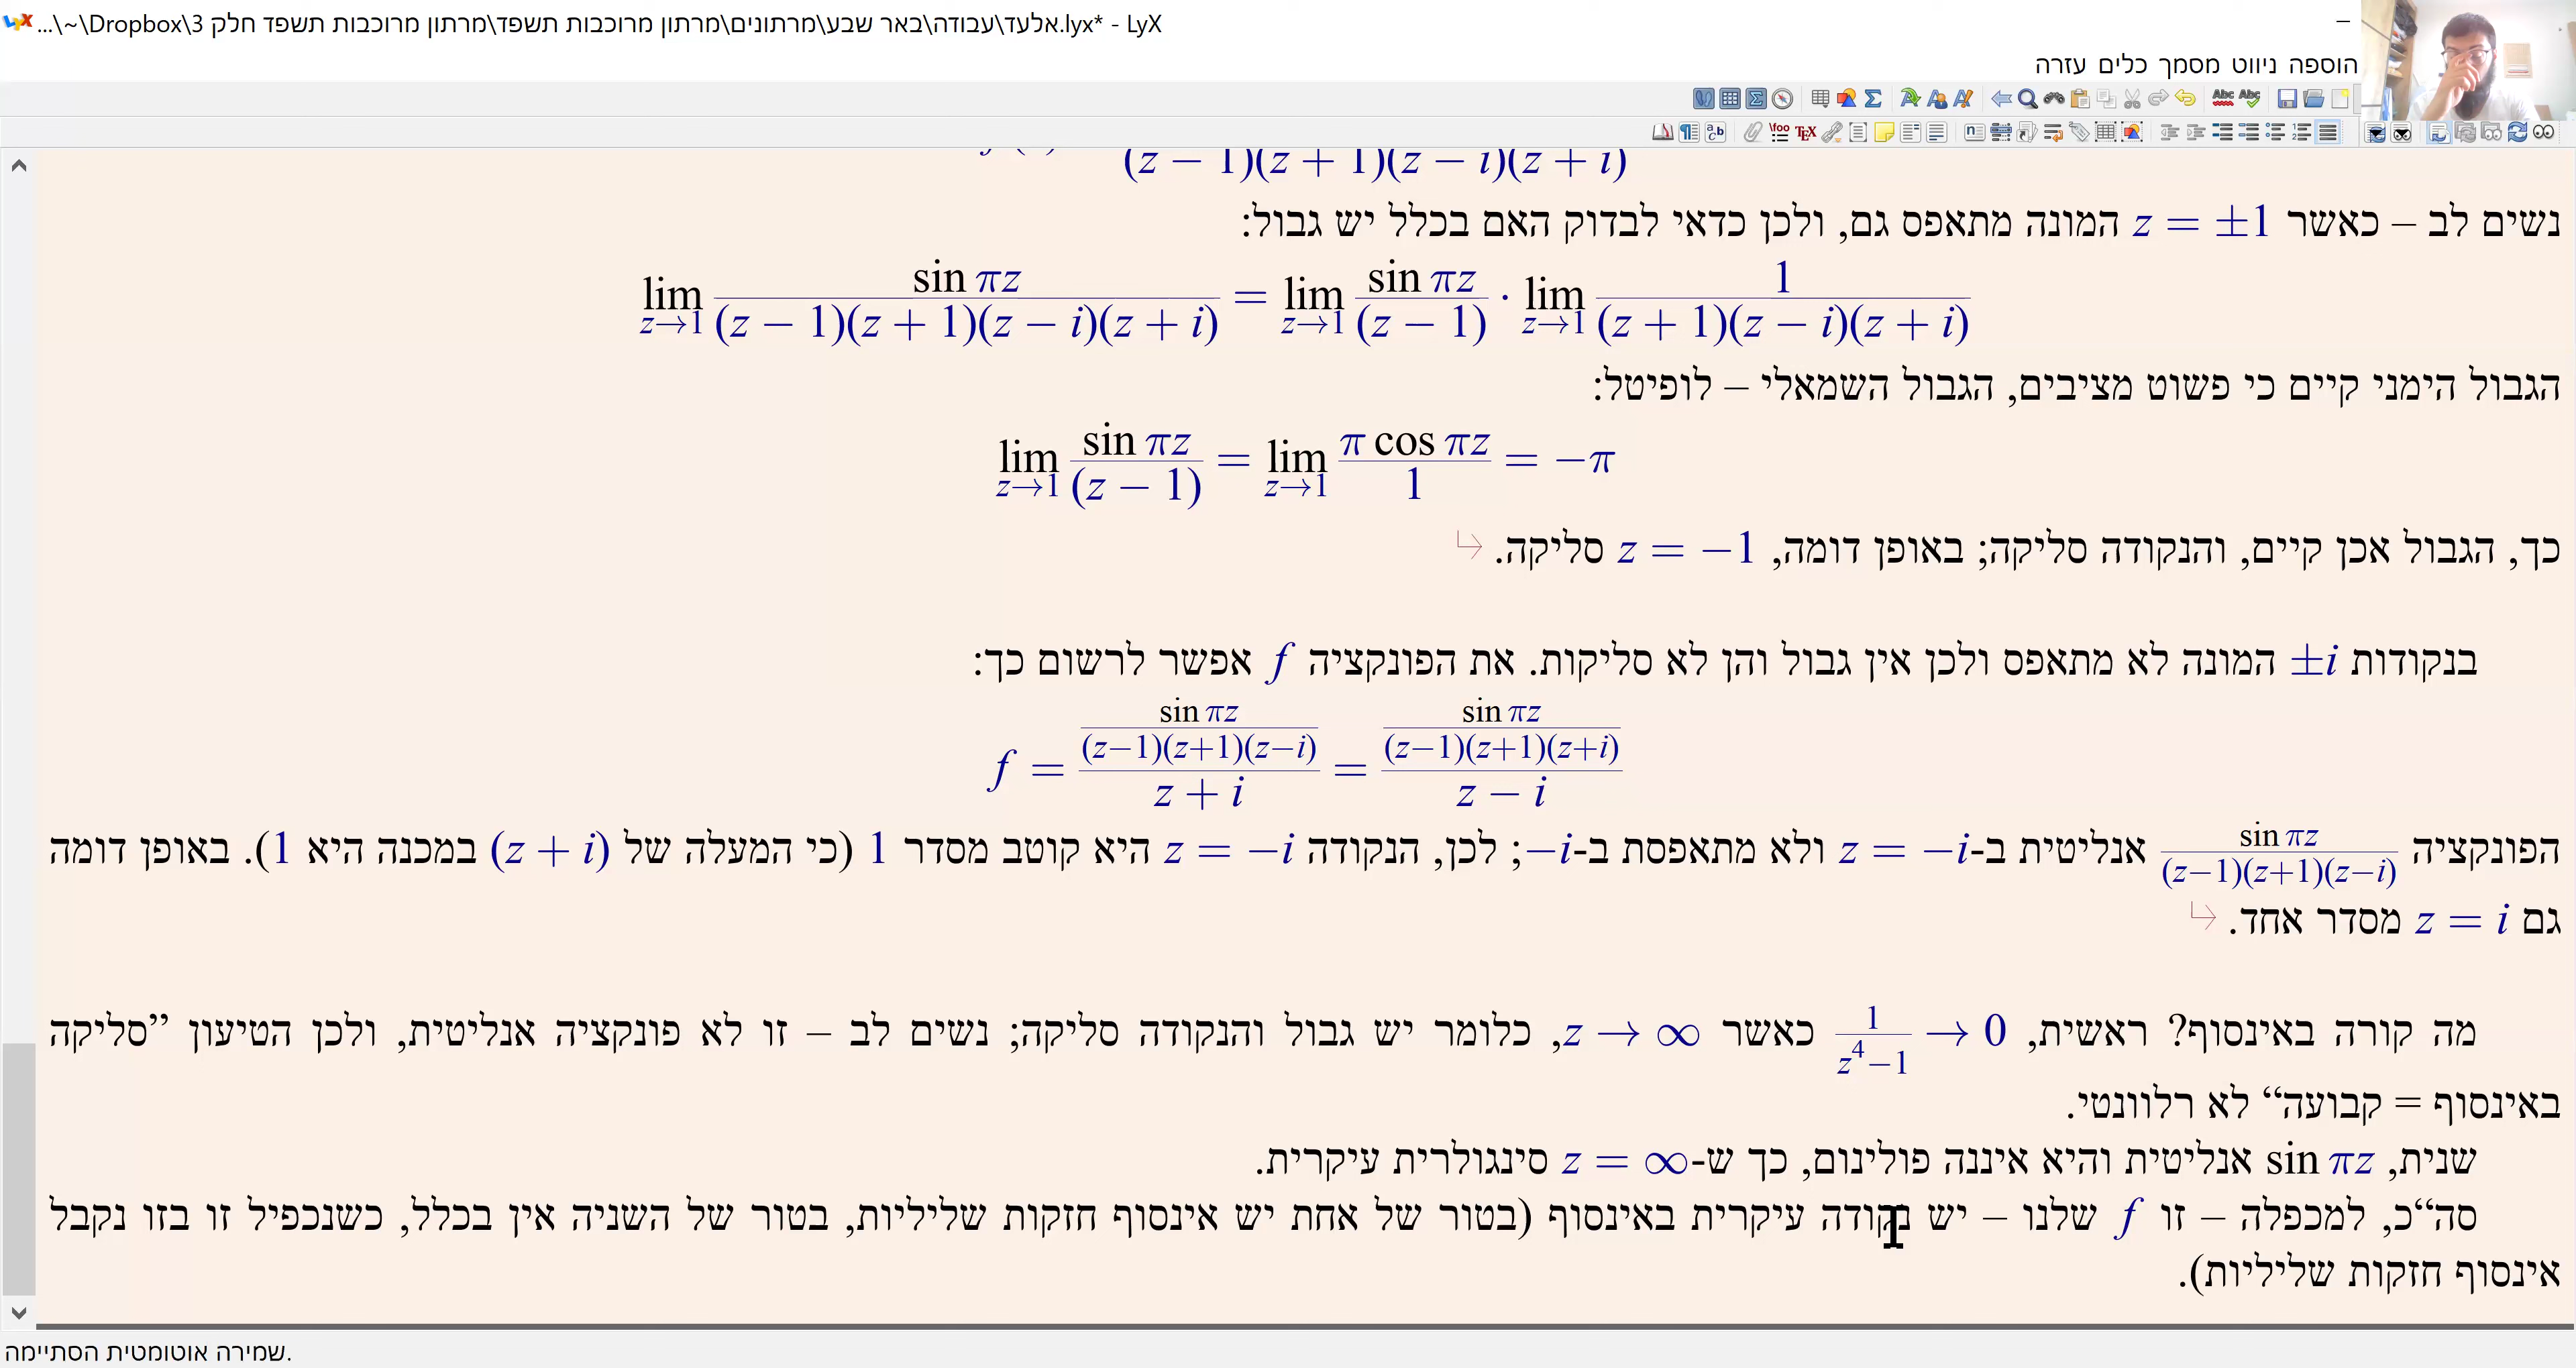 ...\~\Dropbox\אלעד\עבודה\באר שבע\מרתונים\מרתון מרוכבות תשפד\מרתון מרוכבות תשפד חלק 3.lyx* - LyX
הוספה ניווט מסמך כלים עזרה
(z − 1)(z + 1)(z − i)(z + i)
נשים לב – כאשר z = ±1 המונה מתאפס גם, ולכן כדאי לבדוק האם בכלל יש גבול:
lim_{z→1} sin πz / ((z − 1)(z + 1)(z − i)(z + i)) = lim_{z→1} sin πz / (z − 1) · lim_{z→1} 1 / ((z + 1)(z − i)(z + i))
הגבול הימני קיים כי פשוט מציבים, הגבול השמאלי – לופיטל:
lim_{z→1} sin πz / (z − 1) = lim_{z→1} π cos πz / 1 = −π
כך, הגבול אכן קיים, והנקודה סליקה; באופן דומה, z = −1 סליקה.
בנקודות ±i המונה לא מתאפס ולכן אין גבול והן לא סליקות. את הפונקציה f אפשר לרשום כך:
f = (sin πz / ((z−1)(z+1)(z−i))) / (z + i) = (sin πz / ((z−1)(z+1)(z+i))) / (z − i)
הפונקציה sin πz / ((z−1)(z+1)(z−i)) אנליטית ב-z = −i ולא מתאפסת ב-−i; לכן, הנקודה z = −i היא קוטב מסדר 1 (כי המעלה של (z + i) במכנה היא 1). באופן דומה
גם z = i מסדר אחד.
מה קורה באינסוף? ראשית, 1 / (z⁴−1) → 0 כאשר z → ∞, כלומר יש גבול והנקודה סליקה; נשים לב – זו לא פונקציה אנליטית, ולכן הטיעון ”סליקה
באינסוף = קבועה“ לא רלוונטי.
שנית, sin πz אנליטית והיא איננה פולינום, כך ש-z = ∞ סינגולרית עיקרית.
סה“כ, למכפלה – זו f שלנו – יש נקודה עיקרית באינסוף (בטור של אחת יש אינסוף חזקות שליליות, בטור של השניה אין בכלל, כשנכפיל זו בזו נקבל
אינסוף חזקות שליליות).
שמירה אוטומטית הסתיימה.